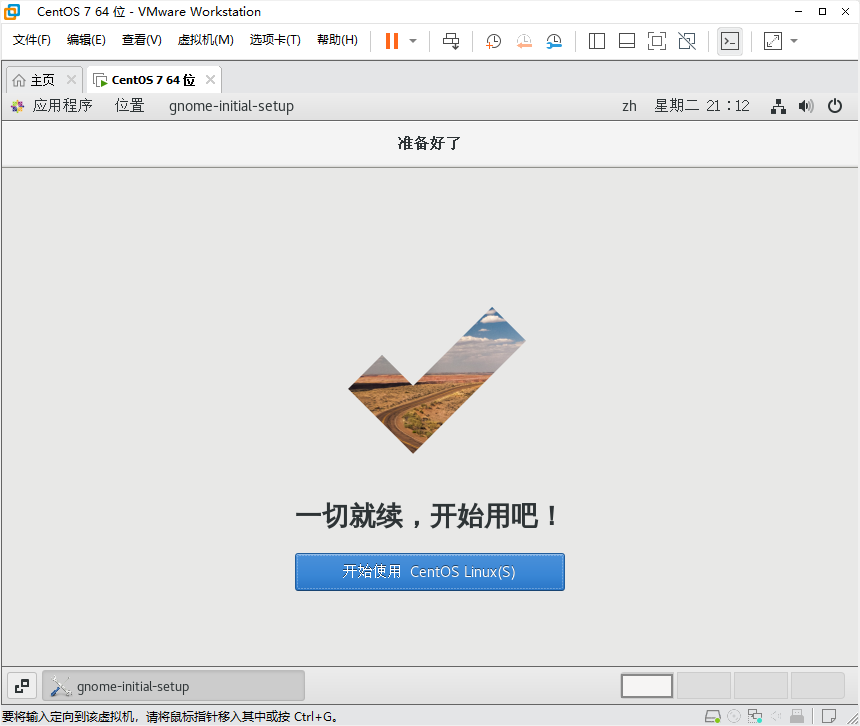 CentOS 7 64 位 - VMware Workstation
文件(F) 编辑(E) 查看(V) 虚拟机(M) 选项卡(T) 帮助(H)
主页 CentOS 7 64 位
应用程序 位置 gnome-initial-setup zh 星期二 21：12
准备好了
一切就续，开始用吧！
开始使用 CentOS Linux(S)
gnome-initial-setup
要将输入定向到该虚拟机，请将鼠标指针移入其中或按 Ctrl+G。